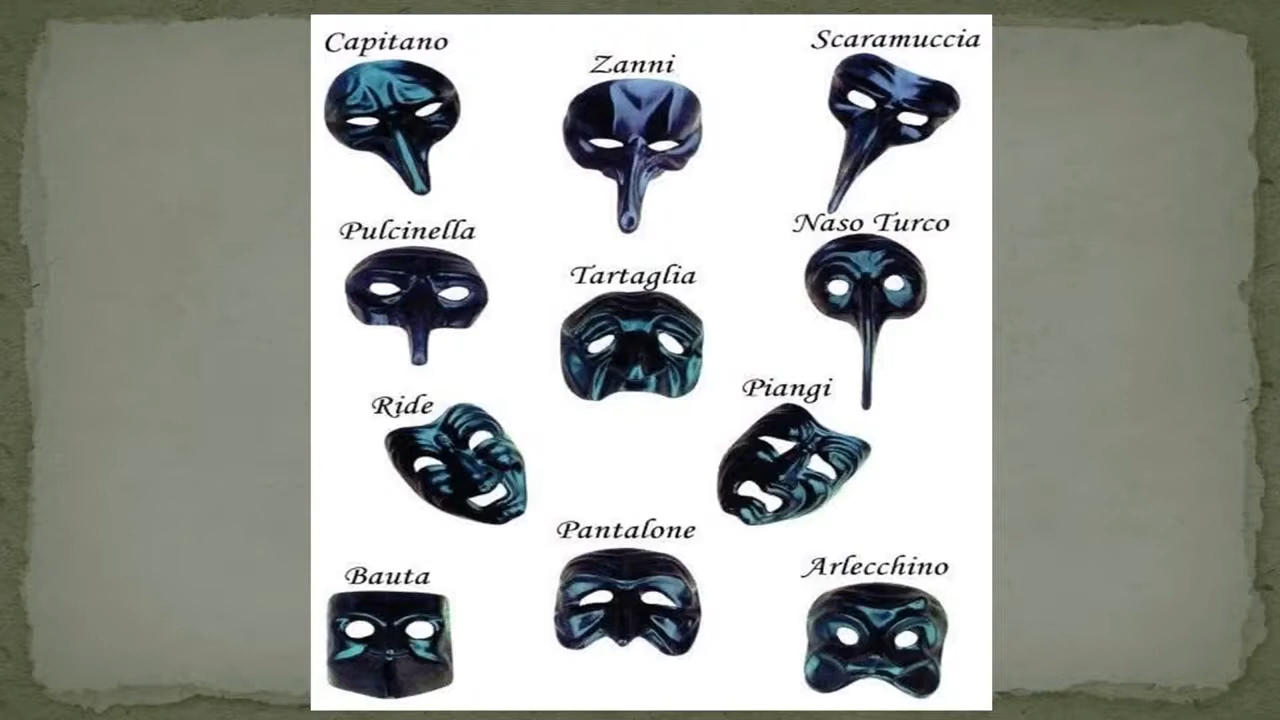 Capitano
Zanni
Scaramuccia
Pulcinella
Naso Turco
Tartaglia
Ride
Piangi
Pantalone
Bauta
Arlecchino